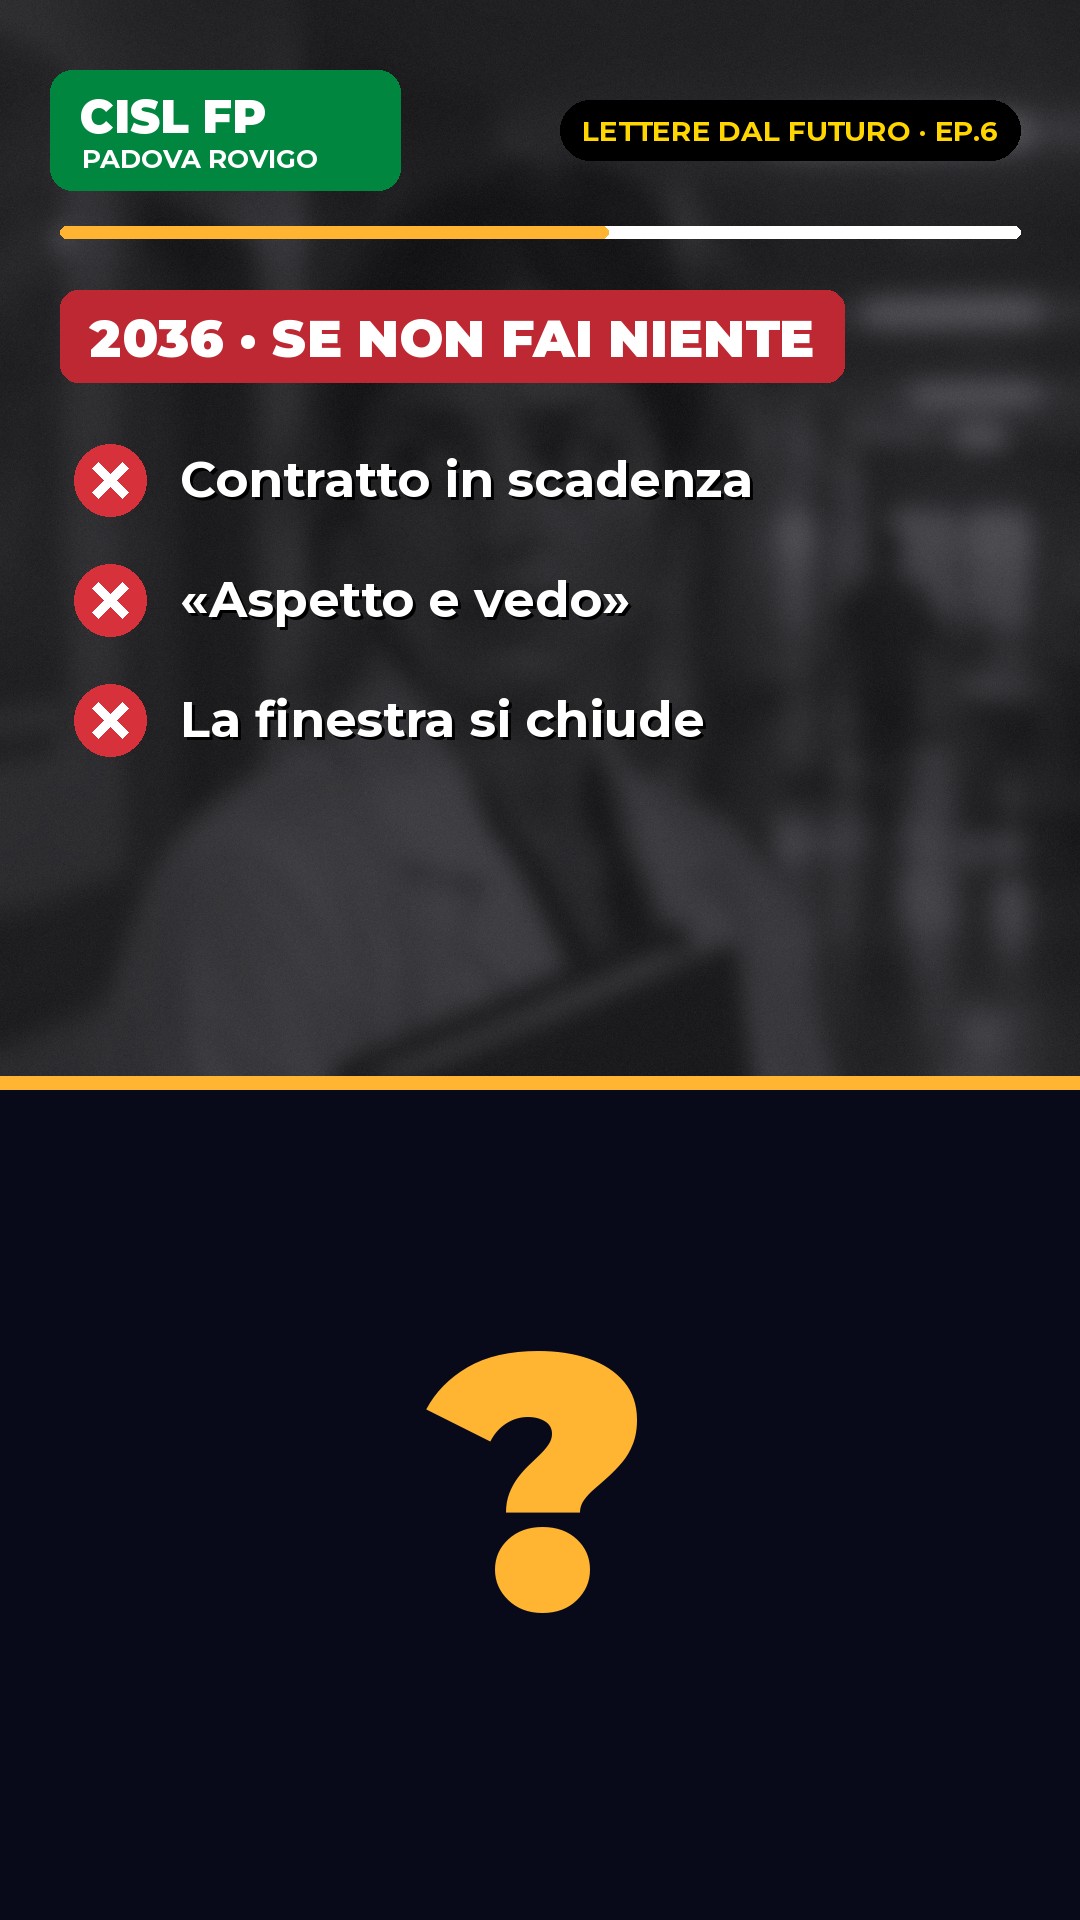 CISL FP
PADOVA ROVIGO
LETTERE DAL FUTURO · EP.6
2036 • SE NON FAI NIENTE
Contratto in scadenza
«Aspetto e vedo»
La finestra si chiude
?